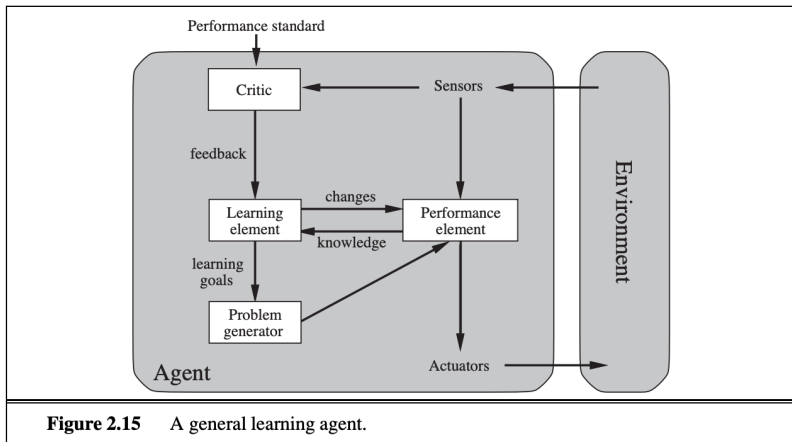 Performance standard
Critic
Sensors
feedback
changes
Learning
element
Performance
element
knowledge
learning
goals
Problem
generator
Agent
Actuators
Environment
Figure 2.15 A general learning agent.